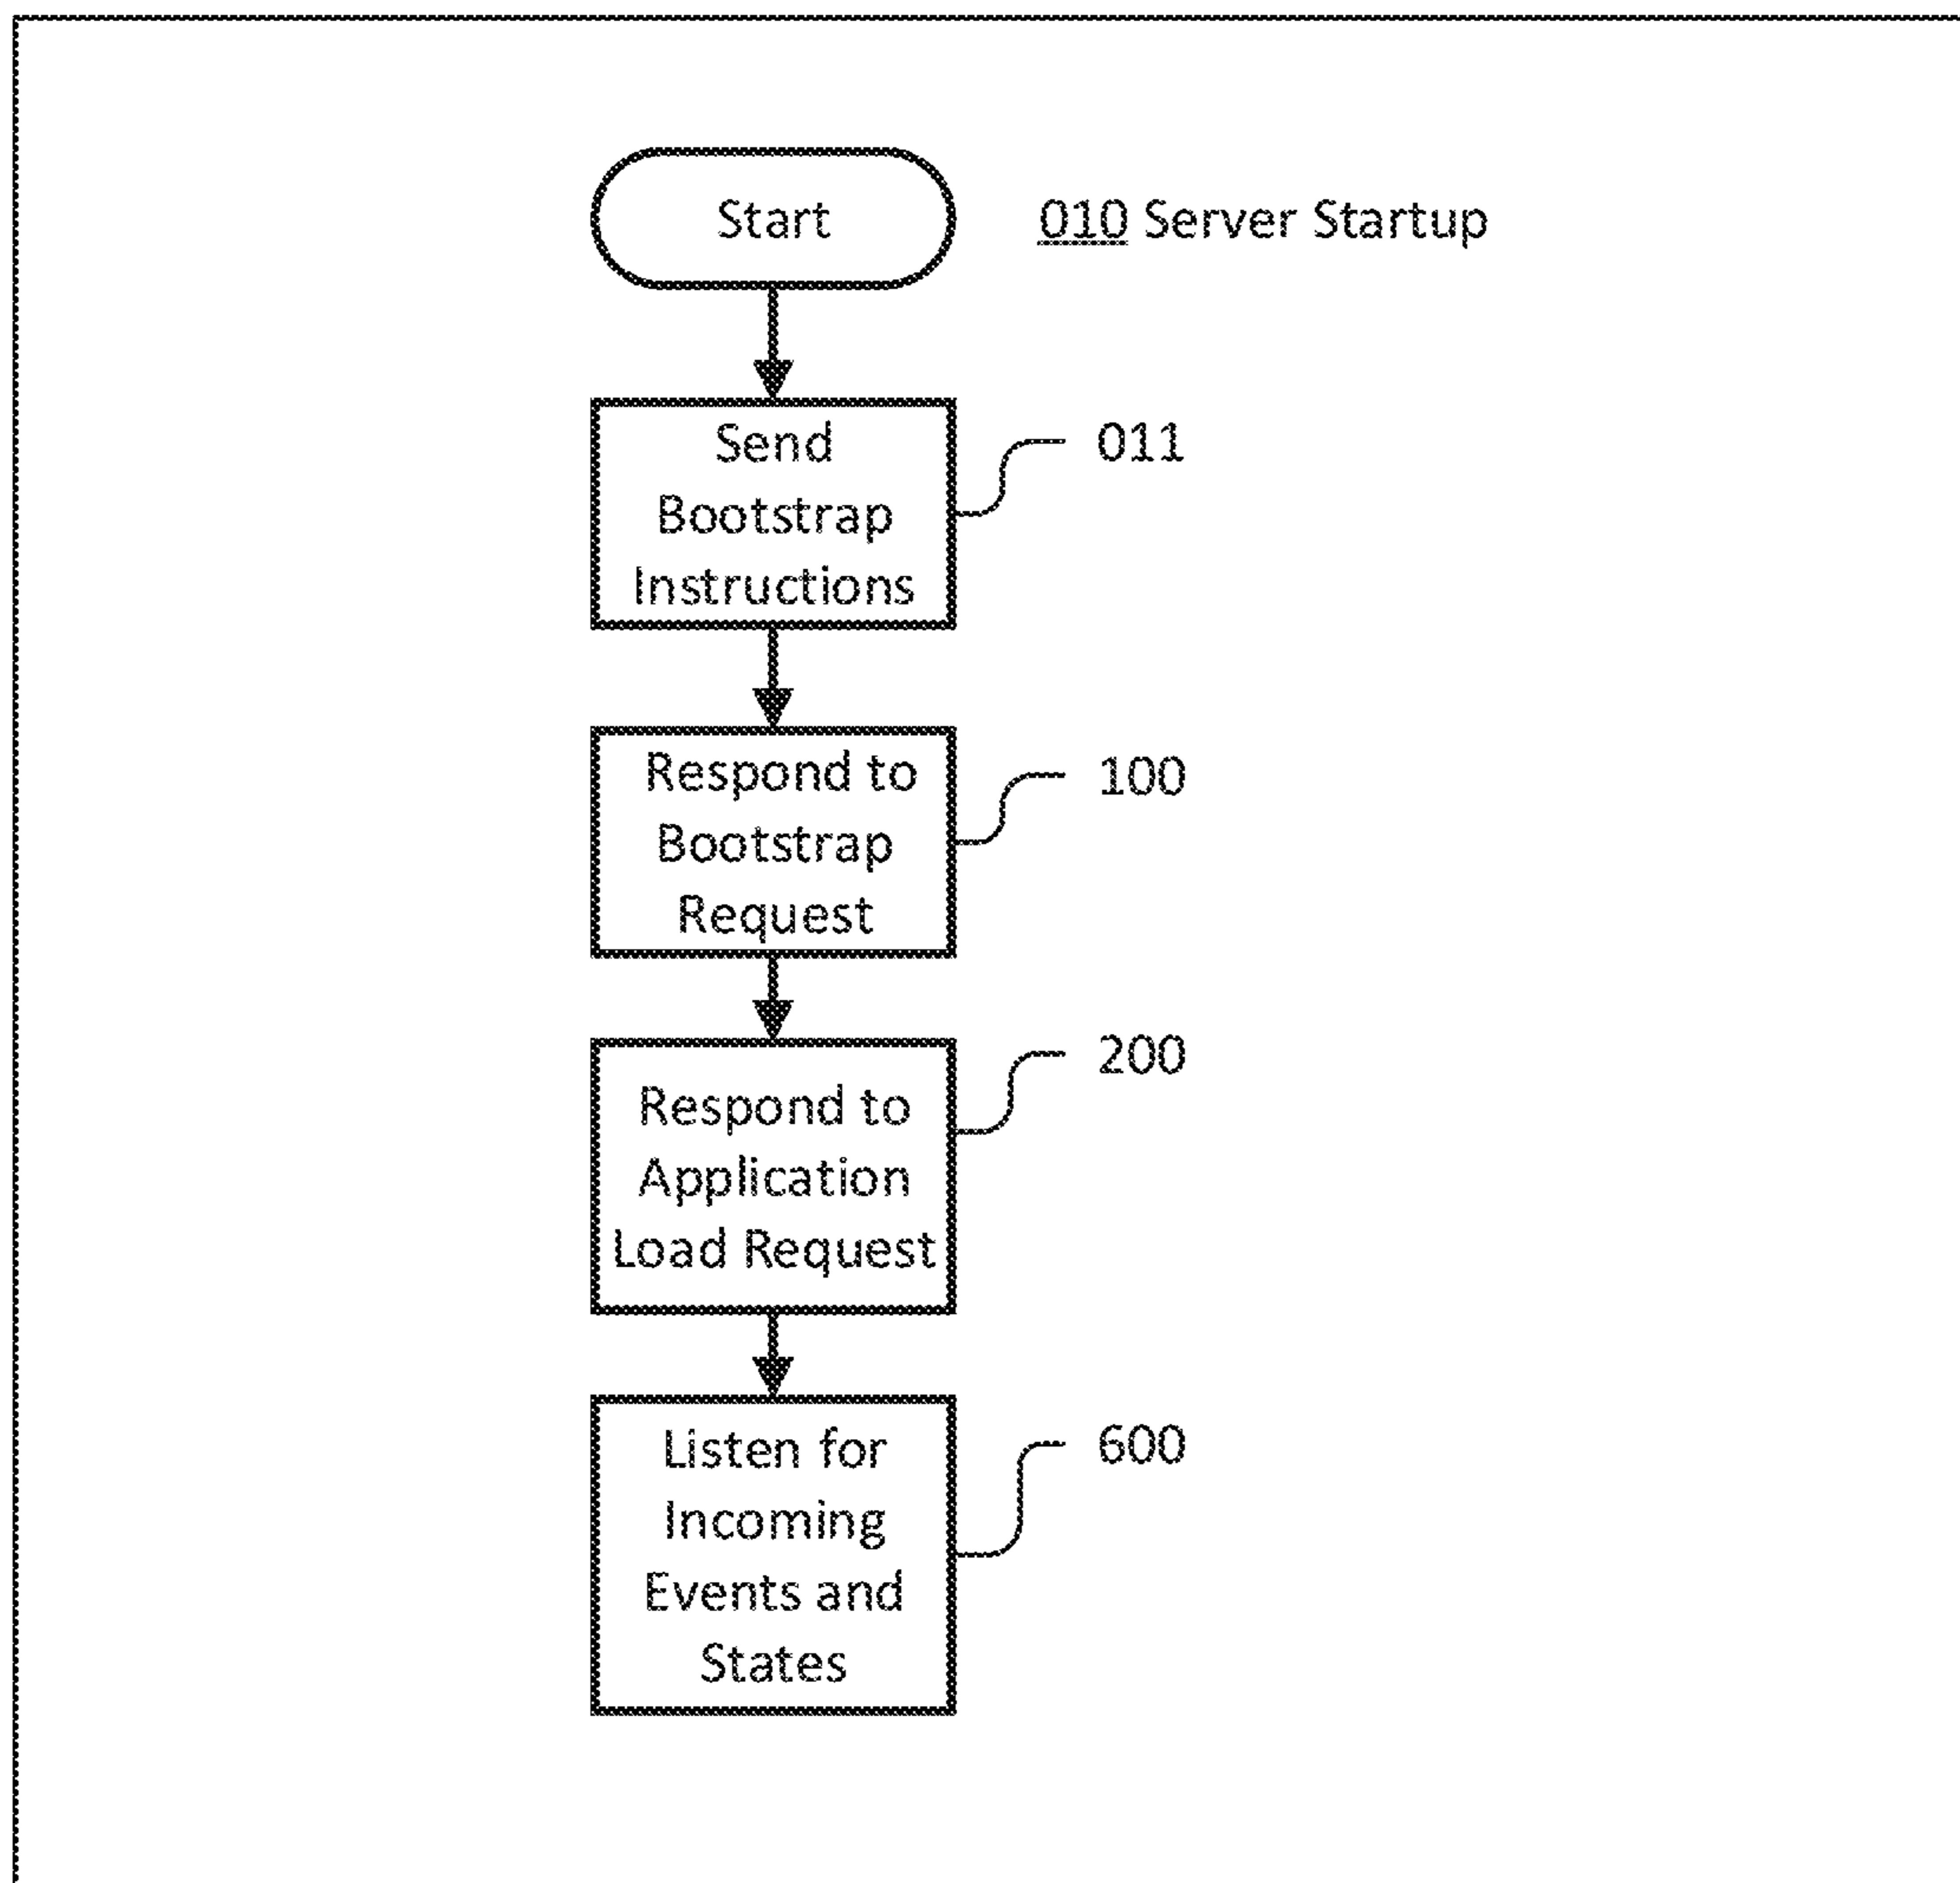 Start
010 Server Startup
Send
Bootstrap
Instructions
011
Respond to
Bootstrap
Request
100
Respond to
Application
Load Request
200
Listen for
Incoming
Events and
States
600